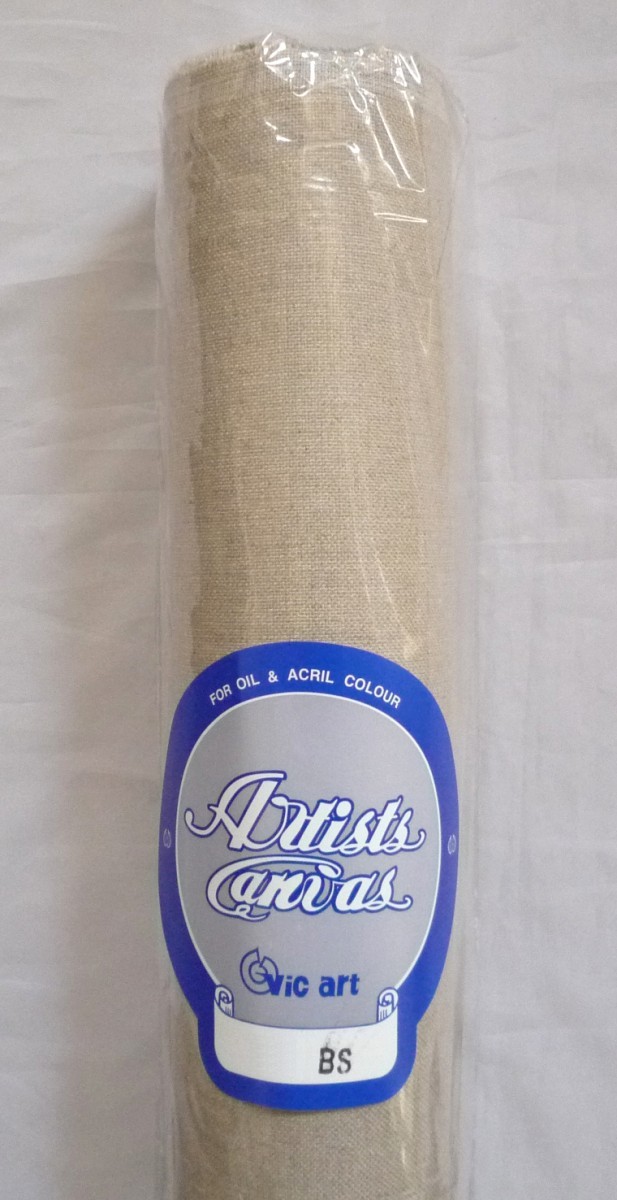 FOR OIL & ACRIL COLOUR
Artists
Canvas
vic art
BS